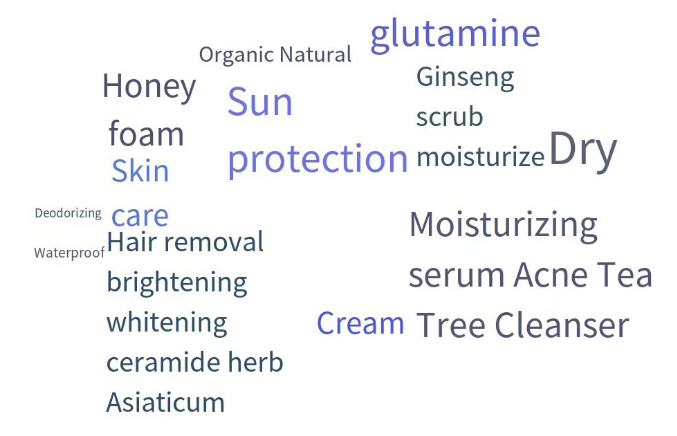 glutamine
Organic Natural
Honey
foam
Sun
protection
Ginseng
scrub
moisturize
Dry
Skin
care
Deodorizing
Waterproof
Hair removal
brightening
whitening
ceramide herb
Asiaticum
Moisturizing
serum Acne Tea
Tree Cleanser
Cream